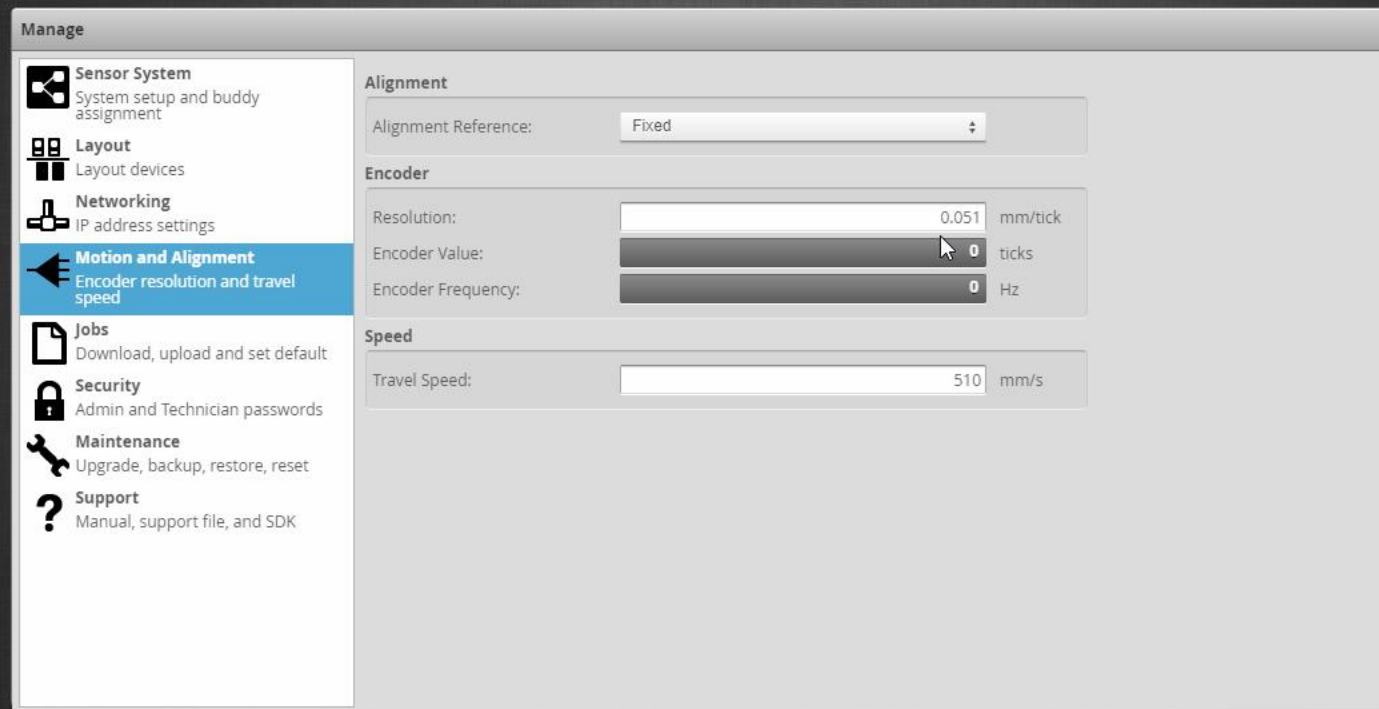 Manage
Sensor System
System setup and buddy
assignment
Layout
Layout devices
Networking
IP address settings
Motion and Alignment
Encoder resolution and travel
speed
Jobs
Download, upload and set default
Security
Admin and Technician passwords
Maintenance
Upgrade, backup, restore, reset
Support
Manual, support file, and SDK
Alignment
Alignment Reference: Fixed
Encoder
Resolution: 0.051 mm/tick
Encoder Value: 0 ticks
Encoder Frequency: 0 Hz
Speed
Travel Speed: 510 mm/s